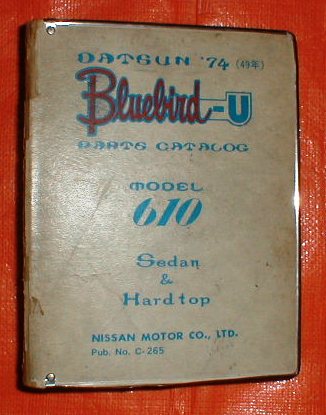 DATSUN '74 (49年)
Bluebird-U
PARTS CATALOG
MODEL
610
Sedan
&
Hardtop
NISSAN MOTOR CO., LTD.
Pub. No. C-265